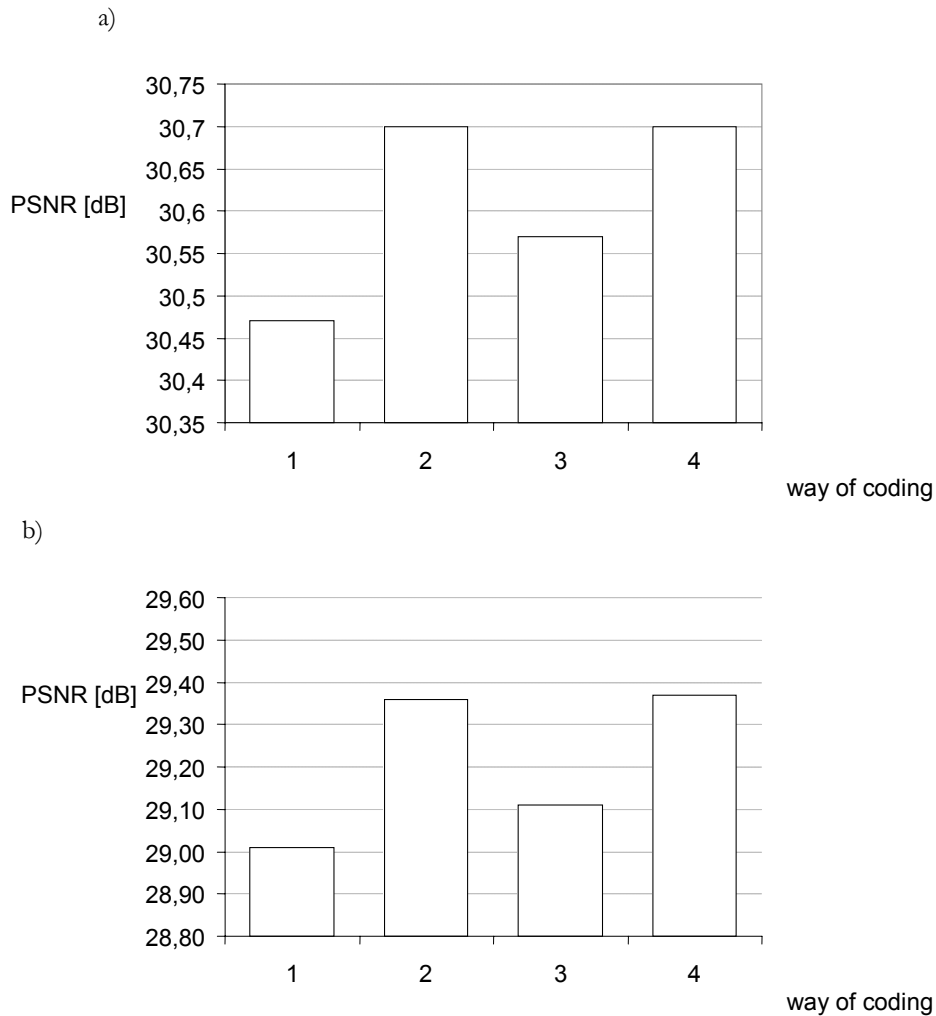 a)
30,75
30,7
30,65
PSNR [dB]
30,6
30,55
30,5
30,45
30,4
30,35
1 2 3 4
way of coding
b)
29,60
29,50
29,40
PSNR [dB]
29,30
29,20
29,10
29,00
28,90
28,80
1 2 3 4
way of coding